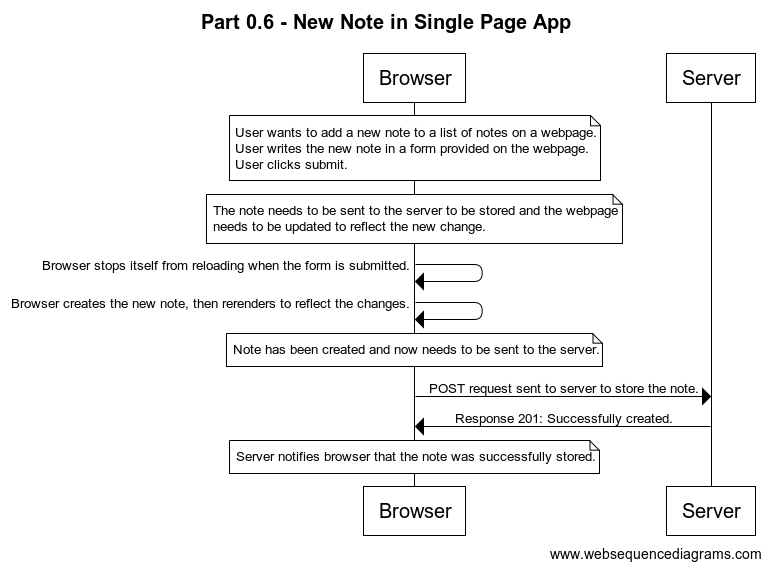 Part 0.6 - New Note in Single Page App
Browser
Server
User wants to add a new note to a list of notes on a webpage.
User writes the new note in a form provided on the webpage.
User clicks submit.
The note needs to be sent to the server to be stored and the webpage
needs to be updated to reflect the new change.
Browser stops itself from reloading when the form is submitted.
Browser creates the new note, then rerenders to reflect the changes.
Note has been created and now needs to be sent to the server.
POST request sent to server to store the note.
Response 201: Successfully created.
Server notifies browser that the note was successfully stored.
Browser
Server
www.websequencediagrams.com